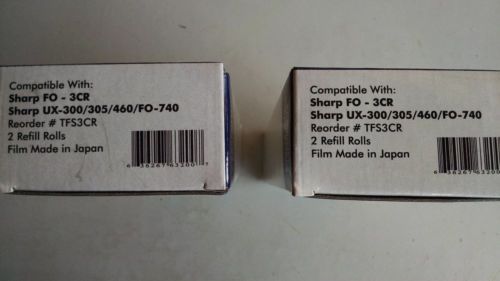 Compatible With:
Sharp FO - 3CR
Sharp UX-300/305/460/FO-740
Reorder # TFS3CR
2 Refill Rolls
Film Made in Japan
Compatible With:
Sharp FO - 3CR
Sharp UX-300/305/460/FO-740
Reorder # TFS3CR
2 Refill Rolls
Film Made in Japan